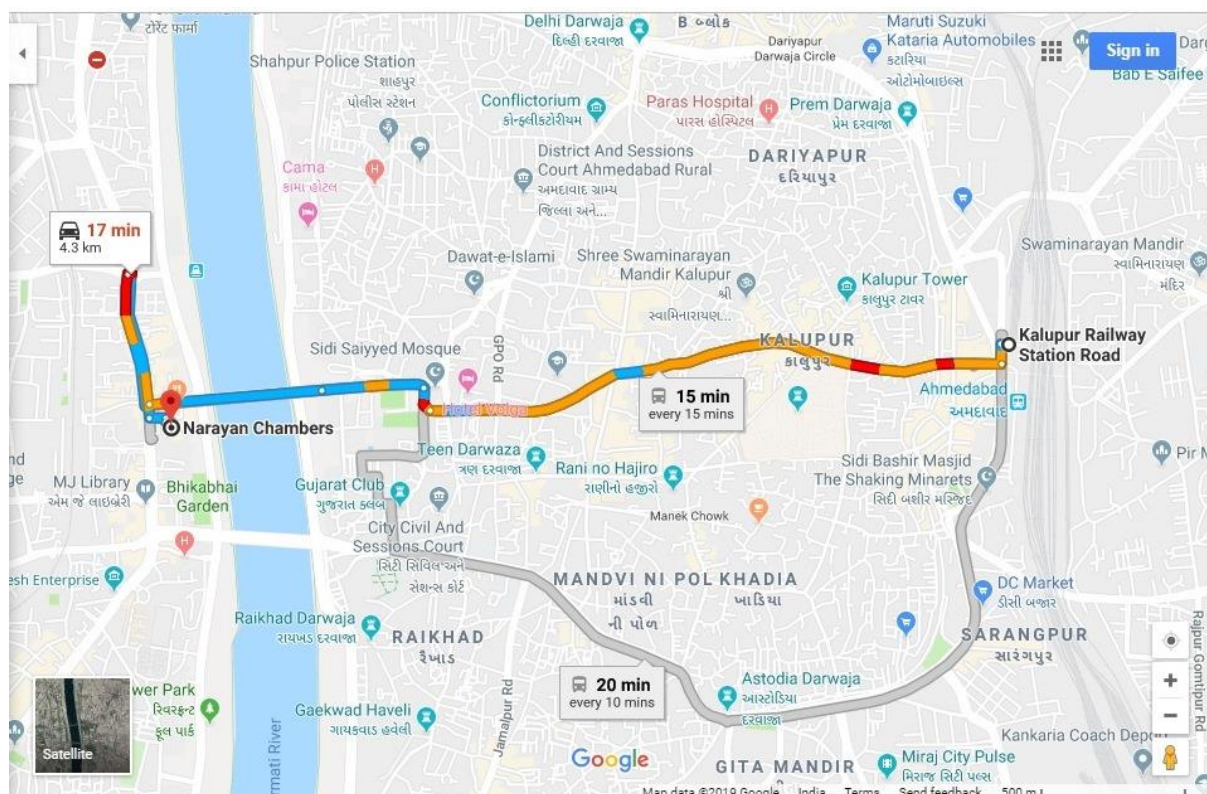 ટોરેંટ ફાર્મા
Delhi Darwaja
દિલ્હી દરવાજા
B બ્લોક
Dariyapur
Darwaja Circle
Maruti Suzuki
Kataria Automobiles
કટારિયા
ઓટોમોબાઇલ્સ
Sign in
Bab E Saifee
Shahpur Police Station
શાહપુર
પોલીસ સ્ટેશન
Conflictorium
કોન્ફ્લીક્ટોરીયમ
Paras Hospital
પારસ હોસ્પિટલ
Prem Darwaja
પ્રેમ દરવાજા
Cama
કામા હોટલ
District And Sessions
Court Ahmedabad Rural
અમદાવાદ ગ્રામ્ય
જિલ્લા અને...
DARIYAPUR
દરિયાપુર
17 min
4.3 km
Dawat-e-Islami
Shree Swaminarayan
Mandir Kalupur
શ્રી
સ્વામિનારાયણ...
Kalupur Tower
કાલુપુર ટાવર
Swaminarayan Mandir
સ્વામિનારાયણ
મંદિર
Sidi Saiyyed Mosque
GPO Rd
KALUPUR
કાલુપુર
Kalupur Railway
Station Road
Ahmedabad
અમદાવાદ
15 min
every 15 mins
Hotel Volga
Narayan Chambers
Teen Darwaza
ત્રણ દરવાજા
Rani no Hajiro
રાણીનો હજીરો
Sidi Bashir Masjid
The Shaking Minarets
સિદી બશીર મસ્જિદ
Pir M
nd
ge
MJ Library
એમ જે લાઇબ્રેરી
Bhikabhai
Garden
Gujarat Club
ગુજરાત ક્લબ
City Civil And
Sessions Court
સિટી સિવિલ અને
સેશન્સ કોર્ટ
Manek Chowk
esh Enterprise
MANDVI NI POL
માંડવી
ની પોળ
KHADIA
ખાડિયા
DC Market
ડીસી બજાર
Raikhad Darwaja
રાયખડ દરવાજા
RAIKHAD
રૈખાડ
SARANGPUR
સારંગપુર
Rajpur Gomtipur Rd
20 min
every 10 mins
Astodia Darwaja
આસ્ટોડિયા
દરવાજા
wer Park
રિવરફ્રન્ટ
ફૂલ પાર્ક
Gaekwad Haveli
ગાયકવાડ હવેલી
Jamalpur Rd
rmati River
Satellite
Google
GITA MANDIR
Miraj City Pulse
મિરાજ સિટી પલ્સ
Kankaria Coach Depo
Map data ©2019 Google India Terms Send feedback 500 m